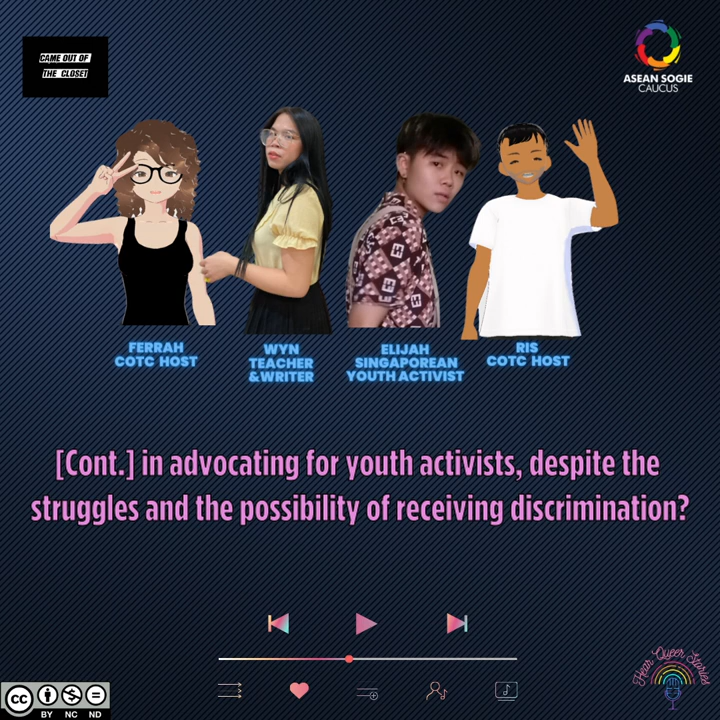 CAME OUT OF
THE CLOSET
ASEAN SOGIE
CAUCUS
FERRAH
COTC HOST
WYN
TEACHER
&WRITER
ELIJAH
SINGAPOREAN
YOUTH ACTIVIST
RIS
COTC HOST
[Cont.] in advocating for youth activists, despite the
struggles and the possibility of receiving discrimination?
Hear Queer Stories
cc
BY NC ND